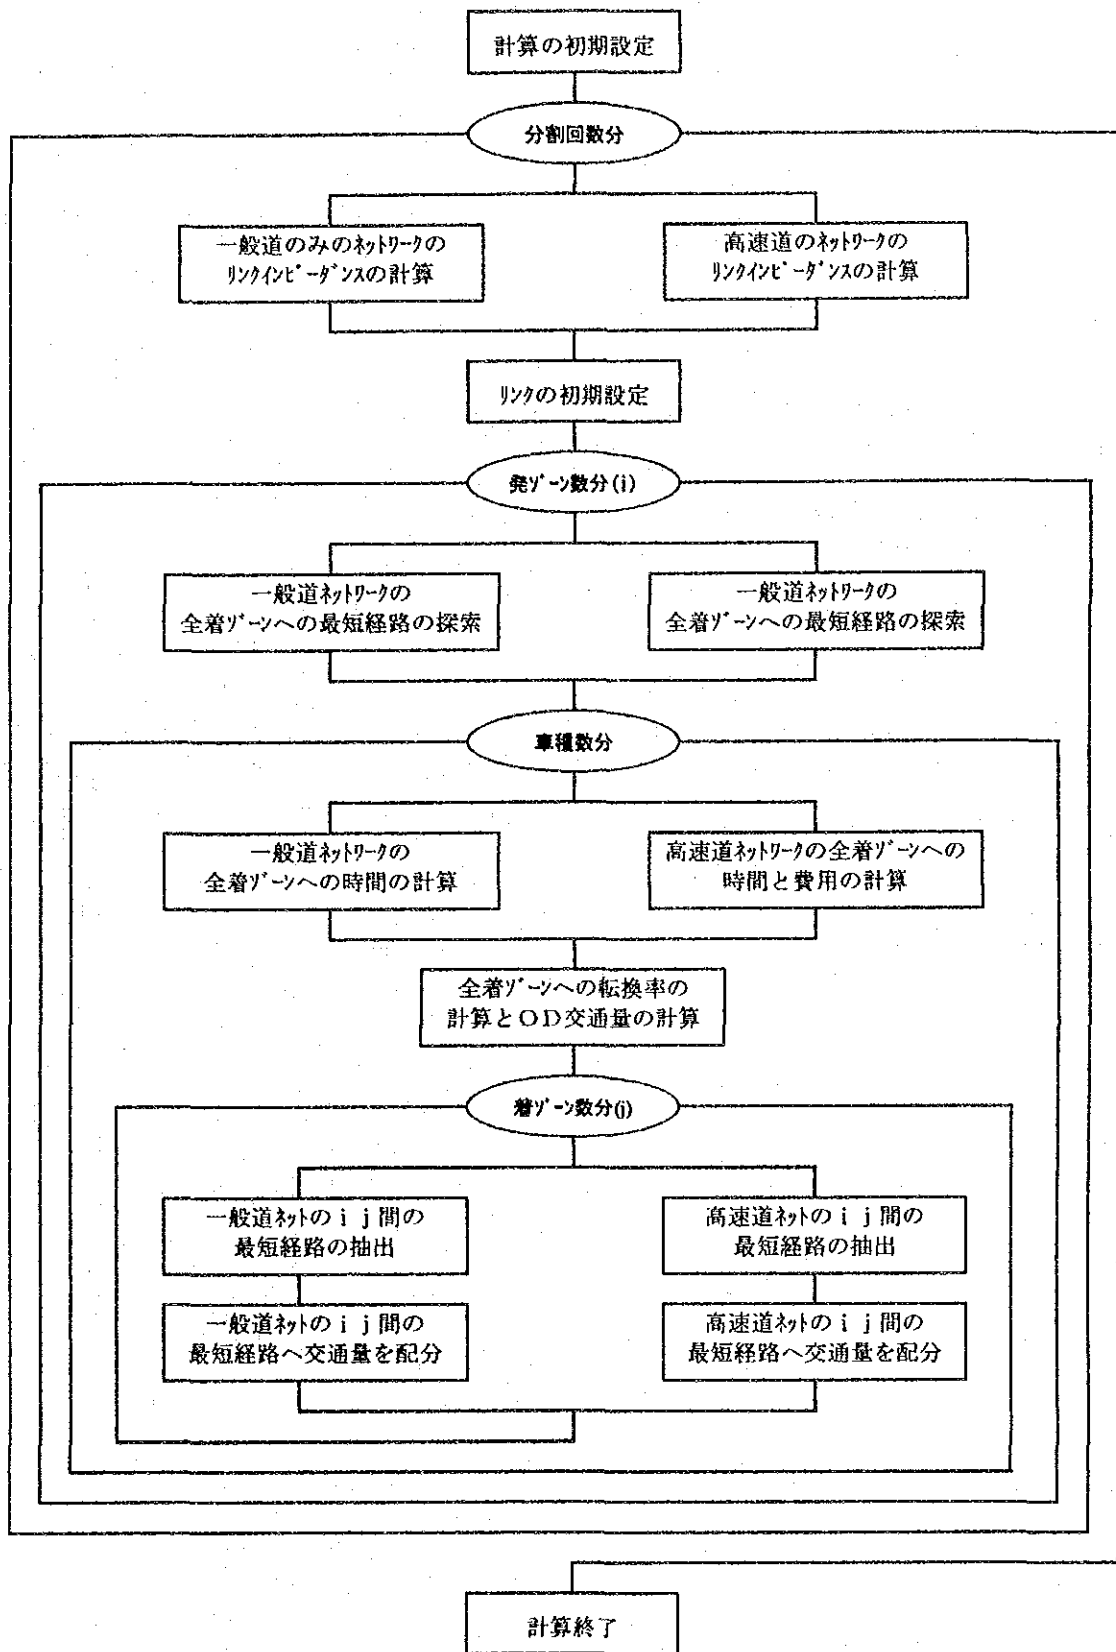 計算の初期設定
分割回数分
一般道のみのﾈｯﾄﾜｰｸの
ﾘﾝｸｲﾝﾋﾟｰﾀﾞﾝｽの計算
高速道のﾈｯﾄﾜｰｸの
ﾘﾝｸｲﾝﾋﾟｰﾀﾞﾝｽの計算
ﾘﾝｸの初期設定
発ｿﾞｰﾝ数分(i)
一般道ﾈｯﾄﾜｰｸの
全着ｿﾞｰﾝへの最短経路の探索
一般道ﾈｯﾄﾜｰｸの
全着ｿﾞｰﾝへの最短経路の探索
車種数分
一般道ﾈｯﾄﾜｰｸの
全着ｿﾞｰﾝへの時間の計算
高速道ﾈｯﾄﾜｰｸの全着ｿﾞｰﾝへの
時間と費用の計算
全着ｿﾞｰﾝへの転換率の
計算とＯＤ交通量の計算
着ｿﾞｰﾝ数分(j)
一般道ﾈｯﾄのｉｊ間の
最短経路の抽出
高速道ﾈｯﾄのｉｊ間の
最短経路の抽出
一般道ﾈｯﾄのｉｊ間の
最短経路へ交通量を配分
高速道ﾈｯﾄのｉｊ間の
最短経路へ交通量を配分
計算終了